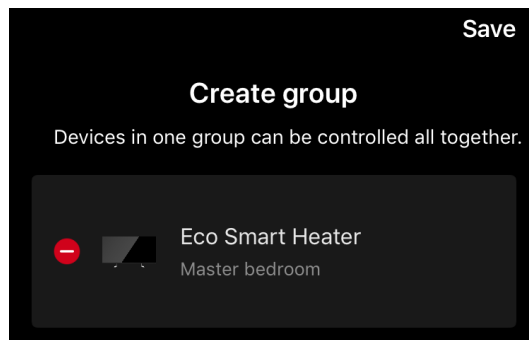 Save
Create group
Devices in one group can be controlled all together.
Eco Smart Heater
Master bedroom